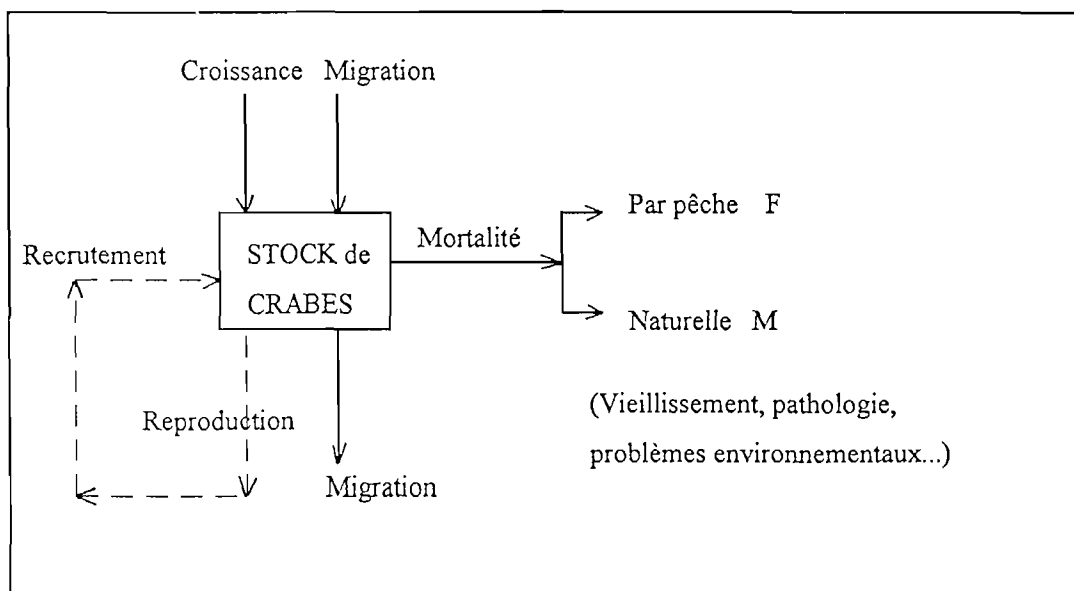 Croissance Migration
Par pêche F
Mortalité
Recrutement
STOCK de
CRABES
Naturelle M
Reproduction
(Vieillissement, pathologie,
problèmes environnementaux...)
Migration